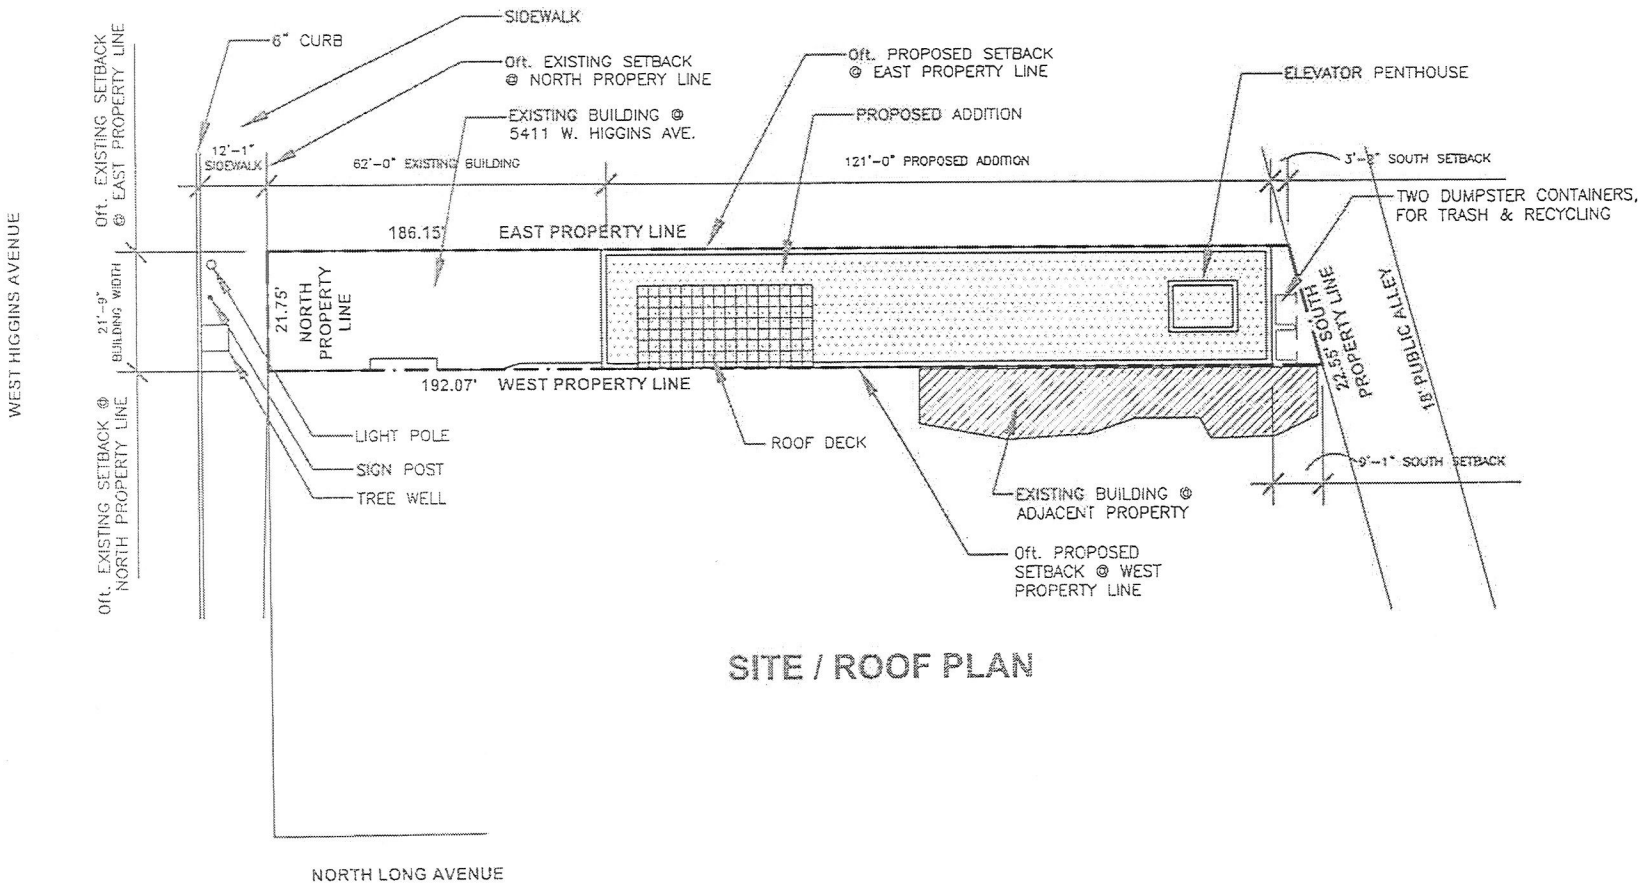 SIDEWALK
6" CURB
0ft. EXISTING SETBACK
@ NORTH PROPERY LINE
0ft. PROPOSED SETBACK
@ EAST PROPERTY LINE
ELEVATOR PENTHOUSE
EXISTING BUILDING @
5411 W. HIGGINS AVE.
PROPOSED ADDITION
0ft. EXISTING SETBACK
@ EAST PROPERTY LINE
12'-1"
SIDEWALK
62'-0" EXISTING BUILDING
121'-0" PROPOSED ADDITION
3'-2" SOUTH SETBACK
TWO DUMPSTER CONTAINERS,
FOR TRASH & RECYCLING
186.15'
EAST PROPERTY LINE
WEST HIGGINS AVENUE
21'-9"
BUILDING WIDTH
21.75'
NORTH
PROPERTY
LINE
22.55' SOUTH
PROPERTY LINE
18' PUBLIC ALLEY
192.07'
WEST PROPERTY LINE
0ft. EXISTING SETBACK @
NORTH PROPERTY LINE
LIGHT POLE
SIGN POST
TREE WELL
ROOF DECK
9'-1" SOUTH SETBACK
EXISTING BUILDING @
ADJACENT PROPERTY
0ft. PROPOSED
SETBACK @ WEST
PROPERTY LINE
SITE / ROOF PLAN
NORTH LONG AVENUE